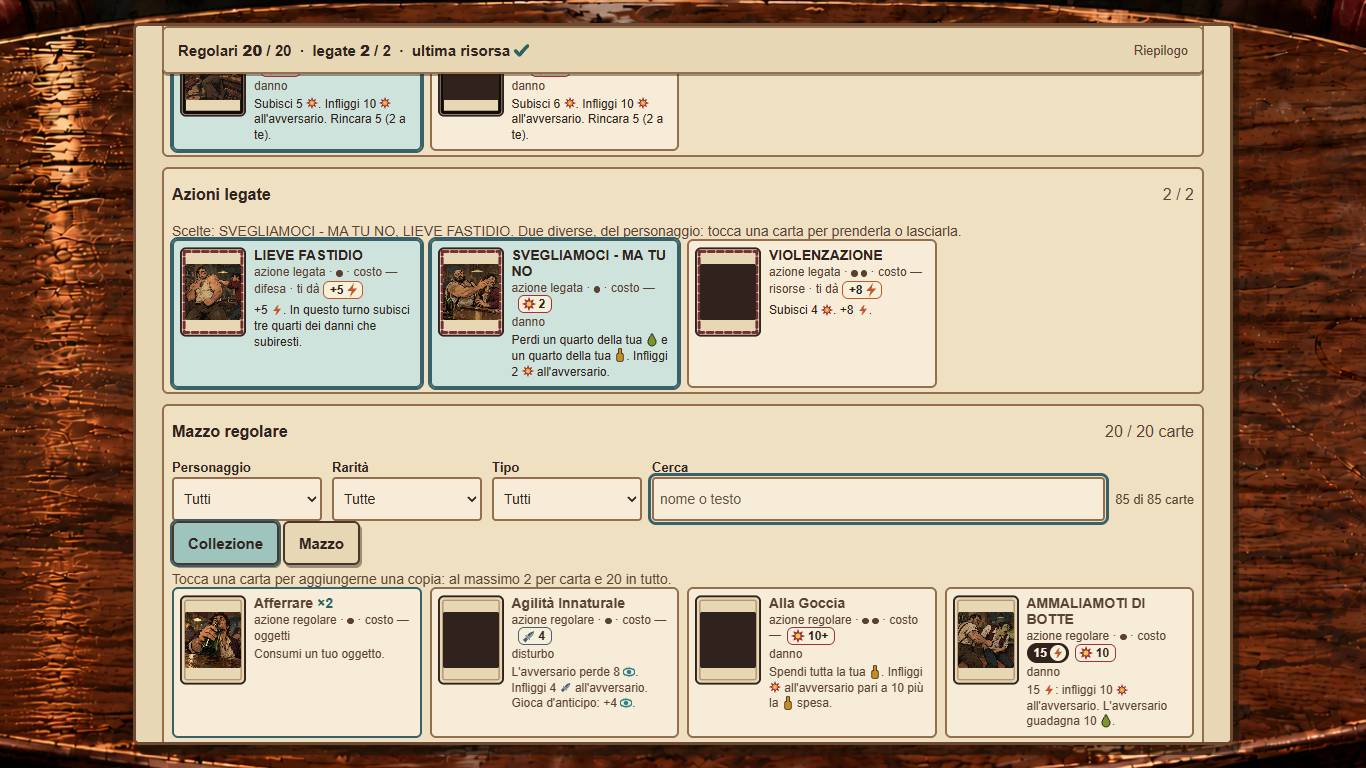 Regolari 20 / 20 · legate 2 / 2 · ultima risorsa
Riepilogo
danno
Subisci 5 . Infliggi 10
all'avversario. Rincara 5 (2 a
te).
danno
Subisci 6 . Infliggi 10
all'avversario. Rincara 5 (2 a
te).
Azioni legate
2 / 2
Scelte: SVEGLIAMOCI - MA TU NO, LIEVE FASTIDIO. Due diverse, del personaggio: tocca una carta per prenderla o lasciarla.
LIEVE FASTIDIO
azione legata · ● · costo —
difesa · ti dà +5
+5 . In questo turno subisci
tre quarti dei danni che
subiresti.
SVEGLIAMOCI - MA TU
NO
azione legata · ● · costo —
· 2
danno
Perdi un quarto della tua e
un quarto della tua . Infliggi
2 all'avversario.
VIOLENZAZIONE
azione legata · ●● · costo —
risorse · ti dà +8
Subisci 4 . +8 .
Mazzo regolare
20 / 20 carte
Personaggio
Rarità
Tipo
Cerca
Tutti
Tutte
Tutti
nome o testo
85 di 85 carte
Collezione
Mazzo
Tocca una carta per aggiungerne una copia: al massimo 2 per carta e 20 in tutto.
Afferrare ×2
azione regolare · ● · costo —
oggetti
Consumi un tuo oggetto.
Agilità Innaturale
azione regolare · ● · costo —
4
disturbo
L'avversario perde 8 .
Infliggi 4 all'avversario.
Gioca d'anticipo: +4 .
Alla Goccia
azione regolare · ●● · costo
— 10+
danno
Spendi tutta la tua . Infliggi
all'avversario pari a 10 più
la spesa.
AMMALIAMOTI DI
BOTTE
azione regolare · ● · costo
15 10
danno
15 : infliggi 10
all'avversario. L'avversario
guadagna 10 .